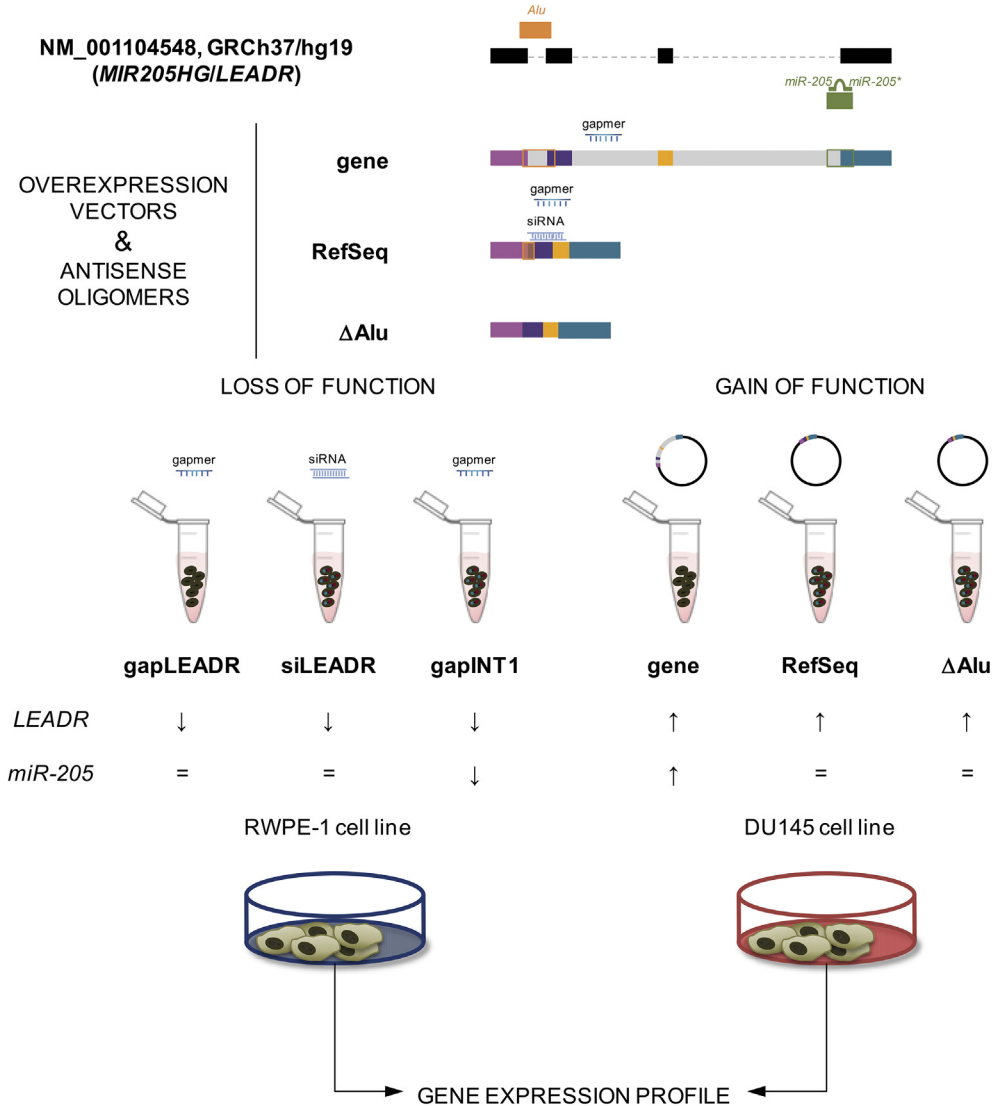 Alu
NM_001104548, GRCh37/hg19
(MIR205HG/LEADR)
miR-205 miR-205*
gapmer
gene
OVEREXPRESSION
VECTORS
&
ANTISENSE
OLIGOMERS
gapmer
siRNA
RefSeq
ΔAlu
LOSS OF FUNCTION GAIN OF FUNCTION
gapmer siRNA gapmer
gapLEADR siLEADR gapINT1 gene RefSeq ΔAlu
LEADR ↓ ↓ ↓ ↑ ↑ ↑
miR-205 = = ↓ ↑ = =
RWPE-1 cell line DU145 cell line
GENE EXPRESSION PROFILE